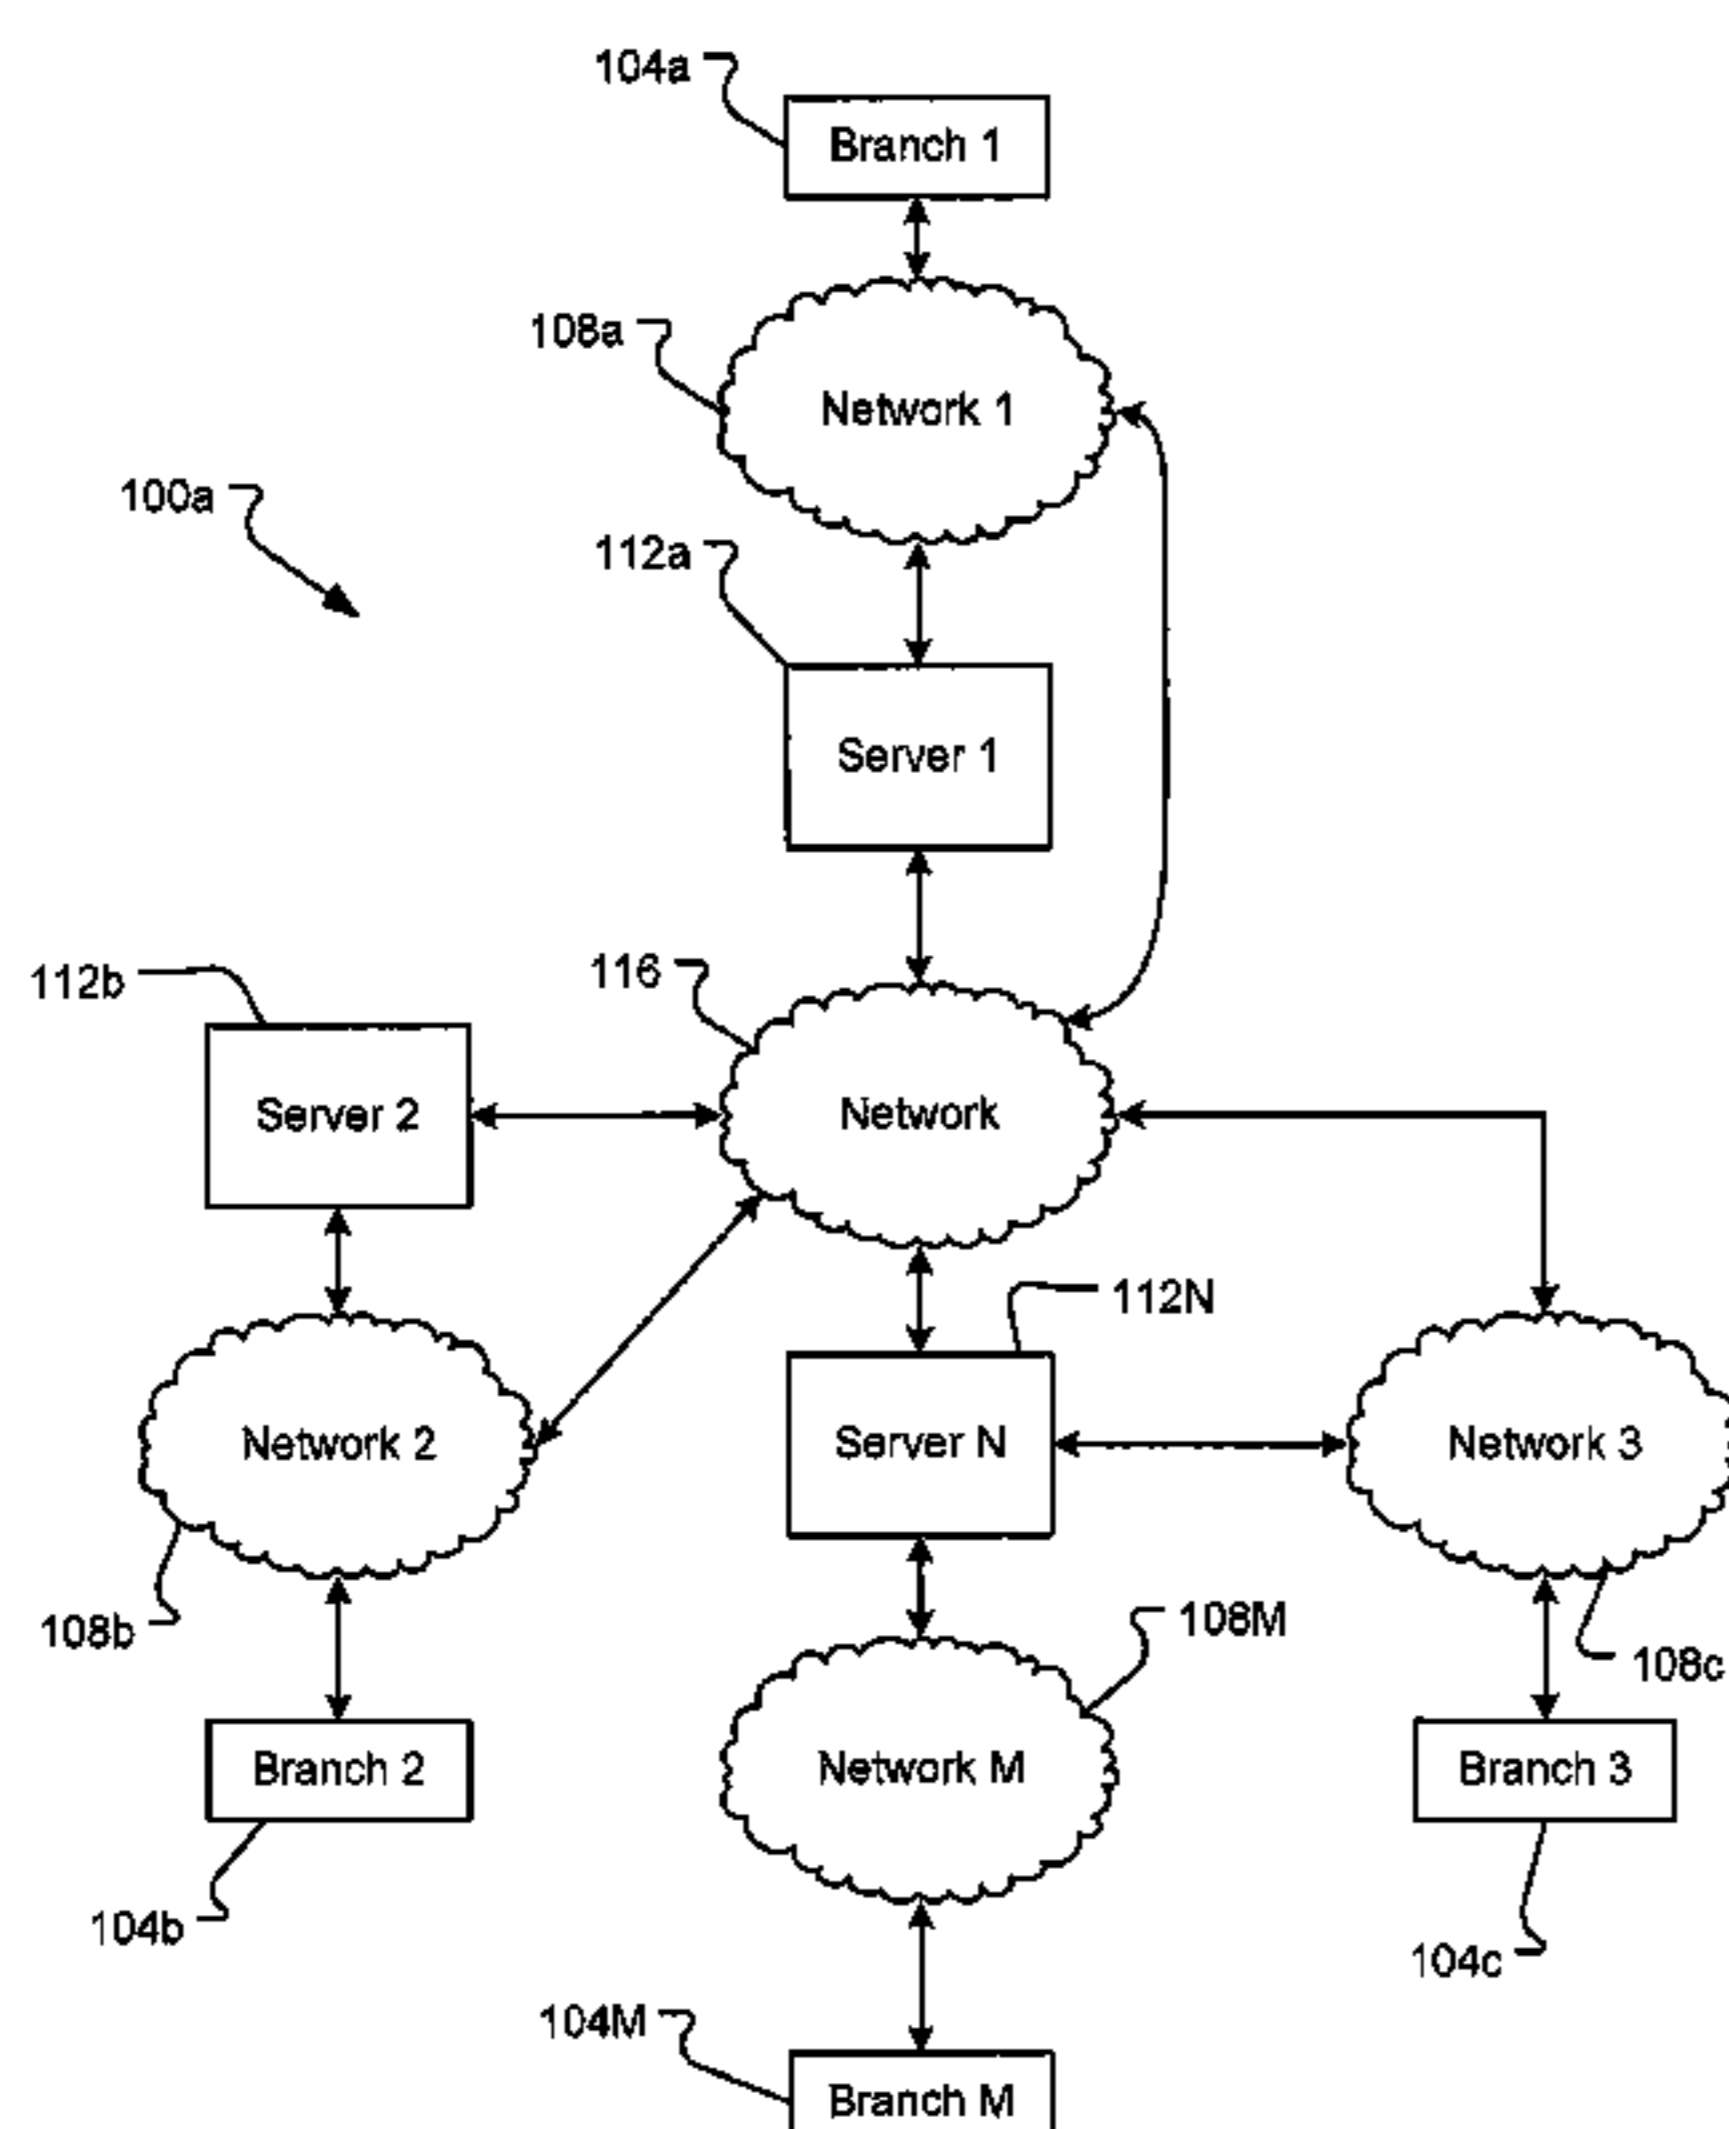 104a
Branch 1
108a
Network 1
100a
112a
Server 1
112b
116
Server 2
Network
112N
Network 2
Server N
Network 3
108b
108M
108c
Branch 2
Network M
Branch 3
104b
104c
104M
Branch M